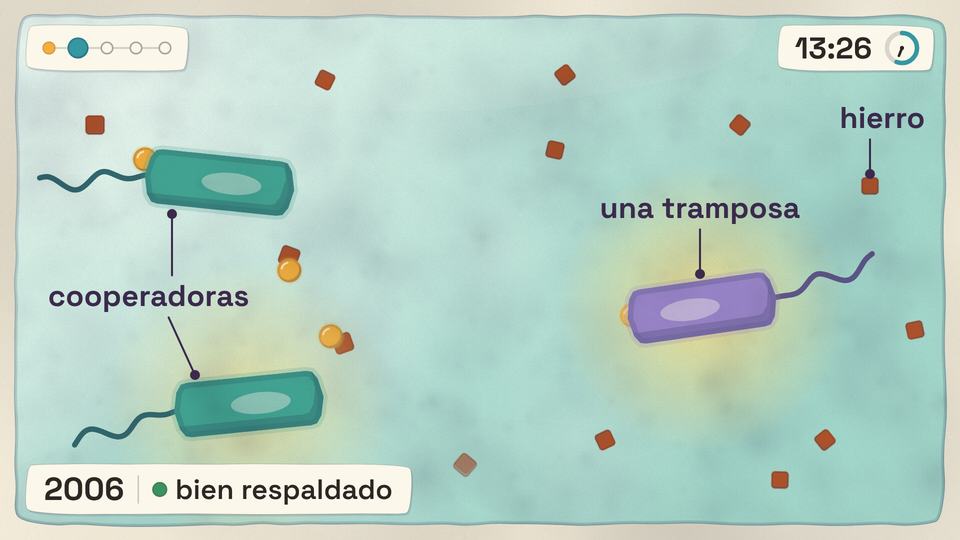 13:26
hierro
una tramposa
cooperadoras
2006 bien respaldado